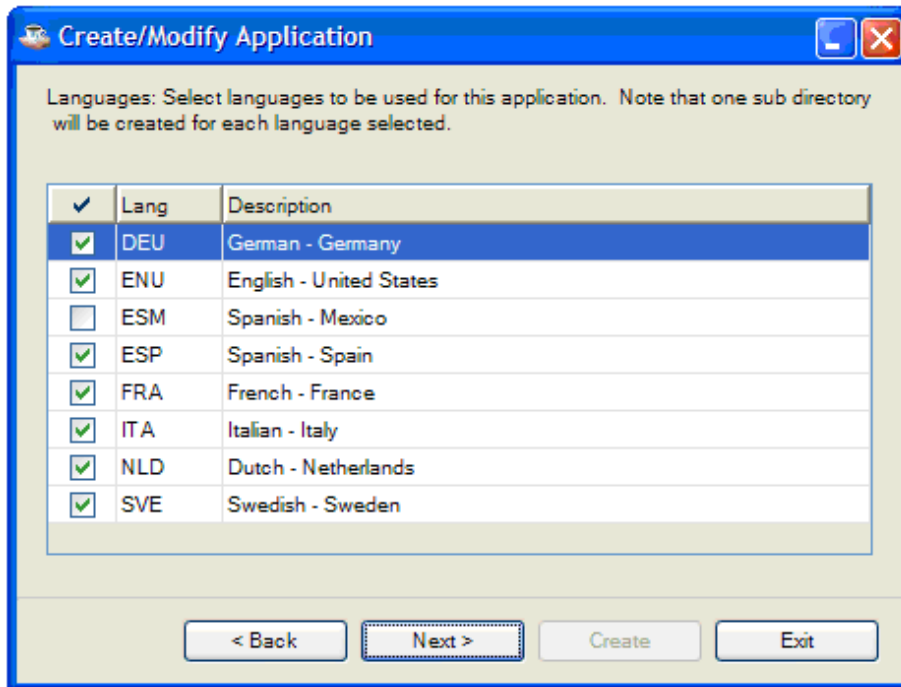 Create/Modify Application
Languages: Select languages to be used for this application.  Note that one sub directory
will be created for each language selected.
Lang Description
DEU German - Germany
ENU English - United States
ESM Spanish - Mexico
ESP Spanish - Spain
FRA French - France
ITA Italian - Italy
NLD Dutch - Netherlands
SVE Swedish - Sweden
< Back Next > Create Exit